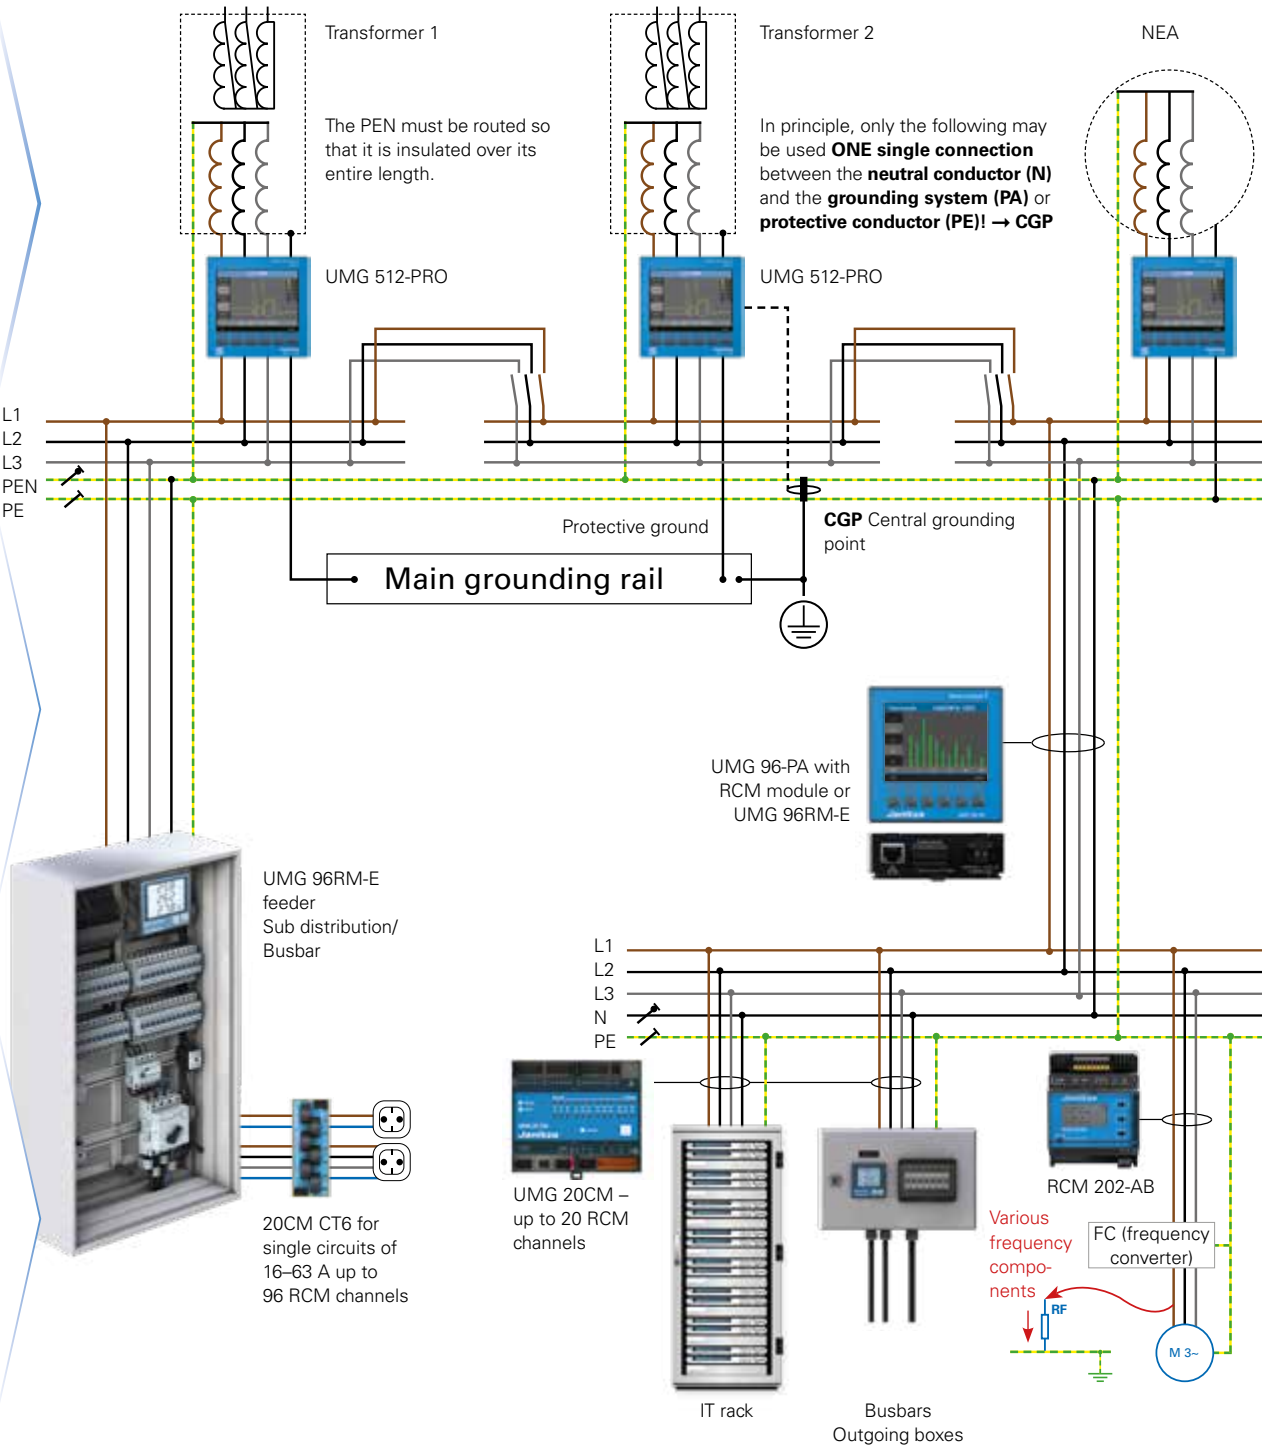 Transformer 1
Transformer 2
NEA
The PEN must be routed so
that it is insulated over its
entire length.
In principle, only the following may
be used ONE single connection
between the neutral conductor (N)
and the grounding system (PA) or
protective conductor (PE)! → CGP
UMG 512-PRO
UMG 512-PRO
L1
L2
L3
PEN
PE
Protective ground
CGP Central grounding
point
Main grounding rail
UMG 96-PA with
RCM module or
UMG 96RM-E
UMG 96RM-E
feeder
Sub distribution/
Busbar
L1
L2
L3
N
PE
20CM CT6 for
single circuits of
16–63 A up to
96 RCM channels
UMG 20CM –
up to 20 RCM
channels
RCM 202-AB
Various
frequency
compo-
nents
FC (frequency
converter)
RF
M 3~
IT rack
Busbars
Outgoing boxes